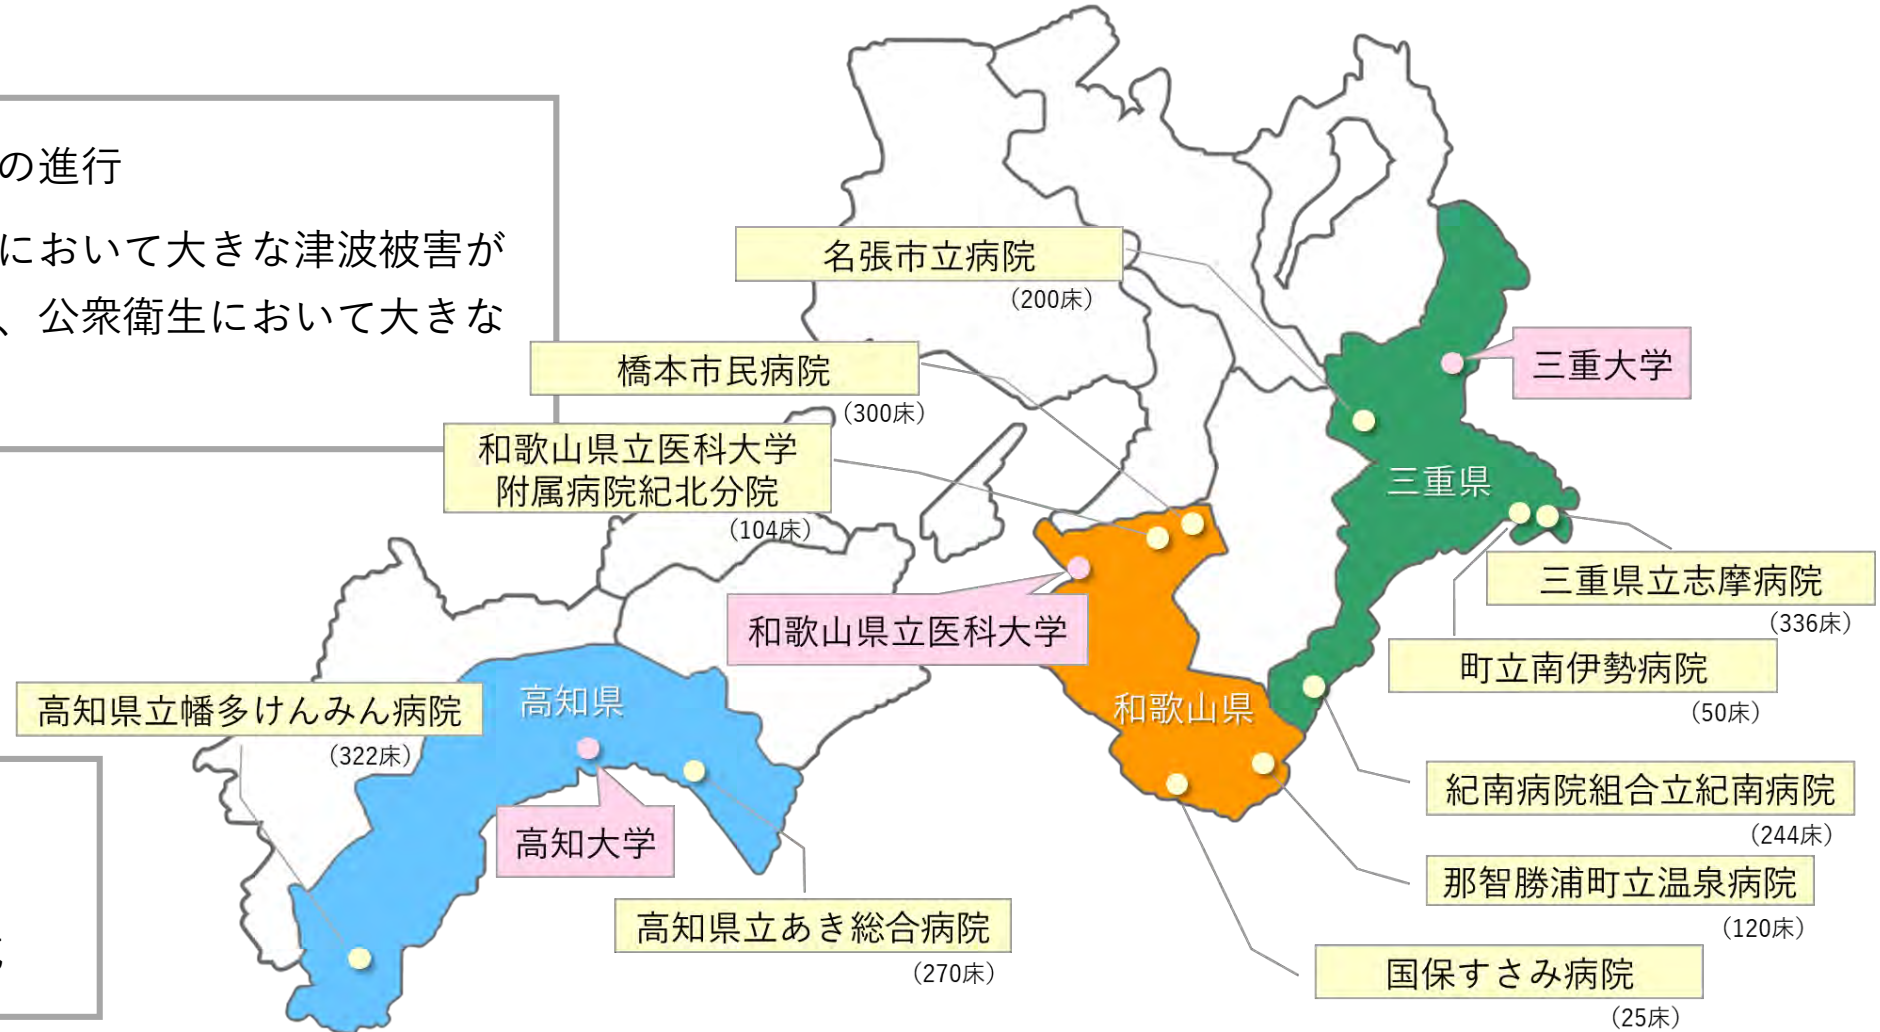 の進行
において大きな津波被害が
、公衆衛生において大きな
名張市立病院
（200床）
橋本市民病院
（300床）
和歌山県立医科大学
附属病院紀北分院
（104床）
三重大学
三重県
三重県立志摩病院
（336床）
町立南伊勢病院
（50床）
和歌山県立医科大学
和歌山県
高知県立幡多けんみん病院
（322床）
高知県
高知大学
高知県立あき総合病院
（270床）
紀南病院組合立紀南病院
（244床）
那智勝浦町立温泉病院
（120床）
国保すさみ病院
（25床）